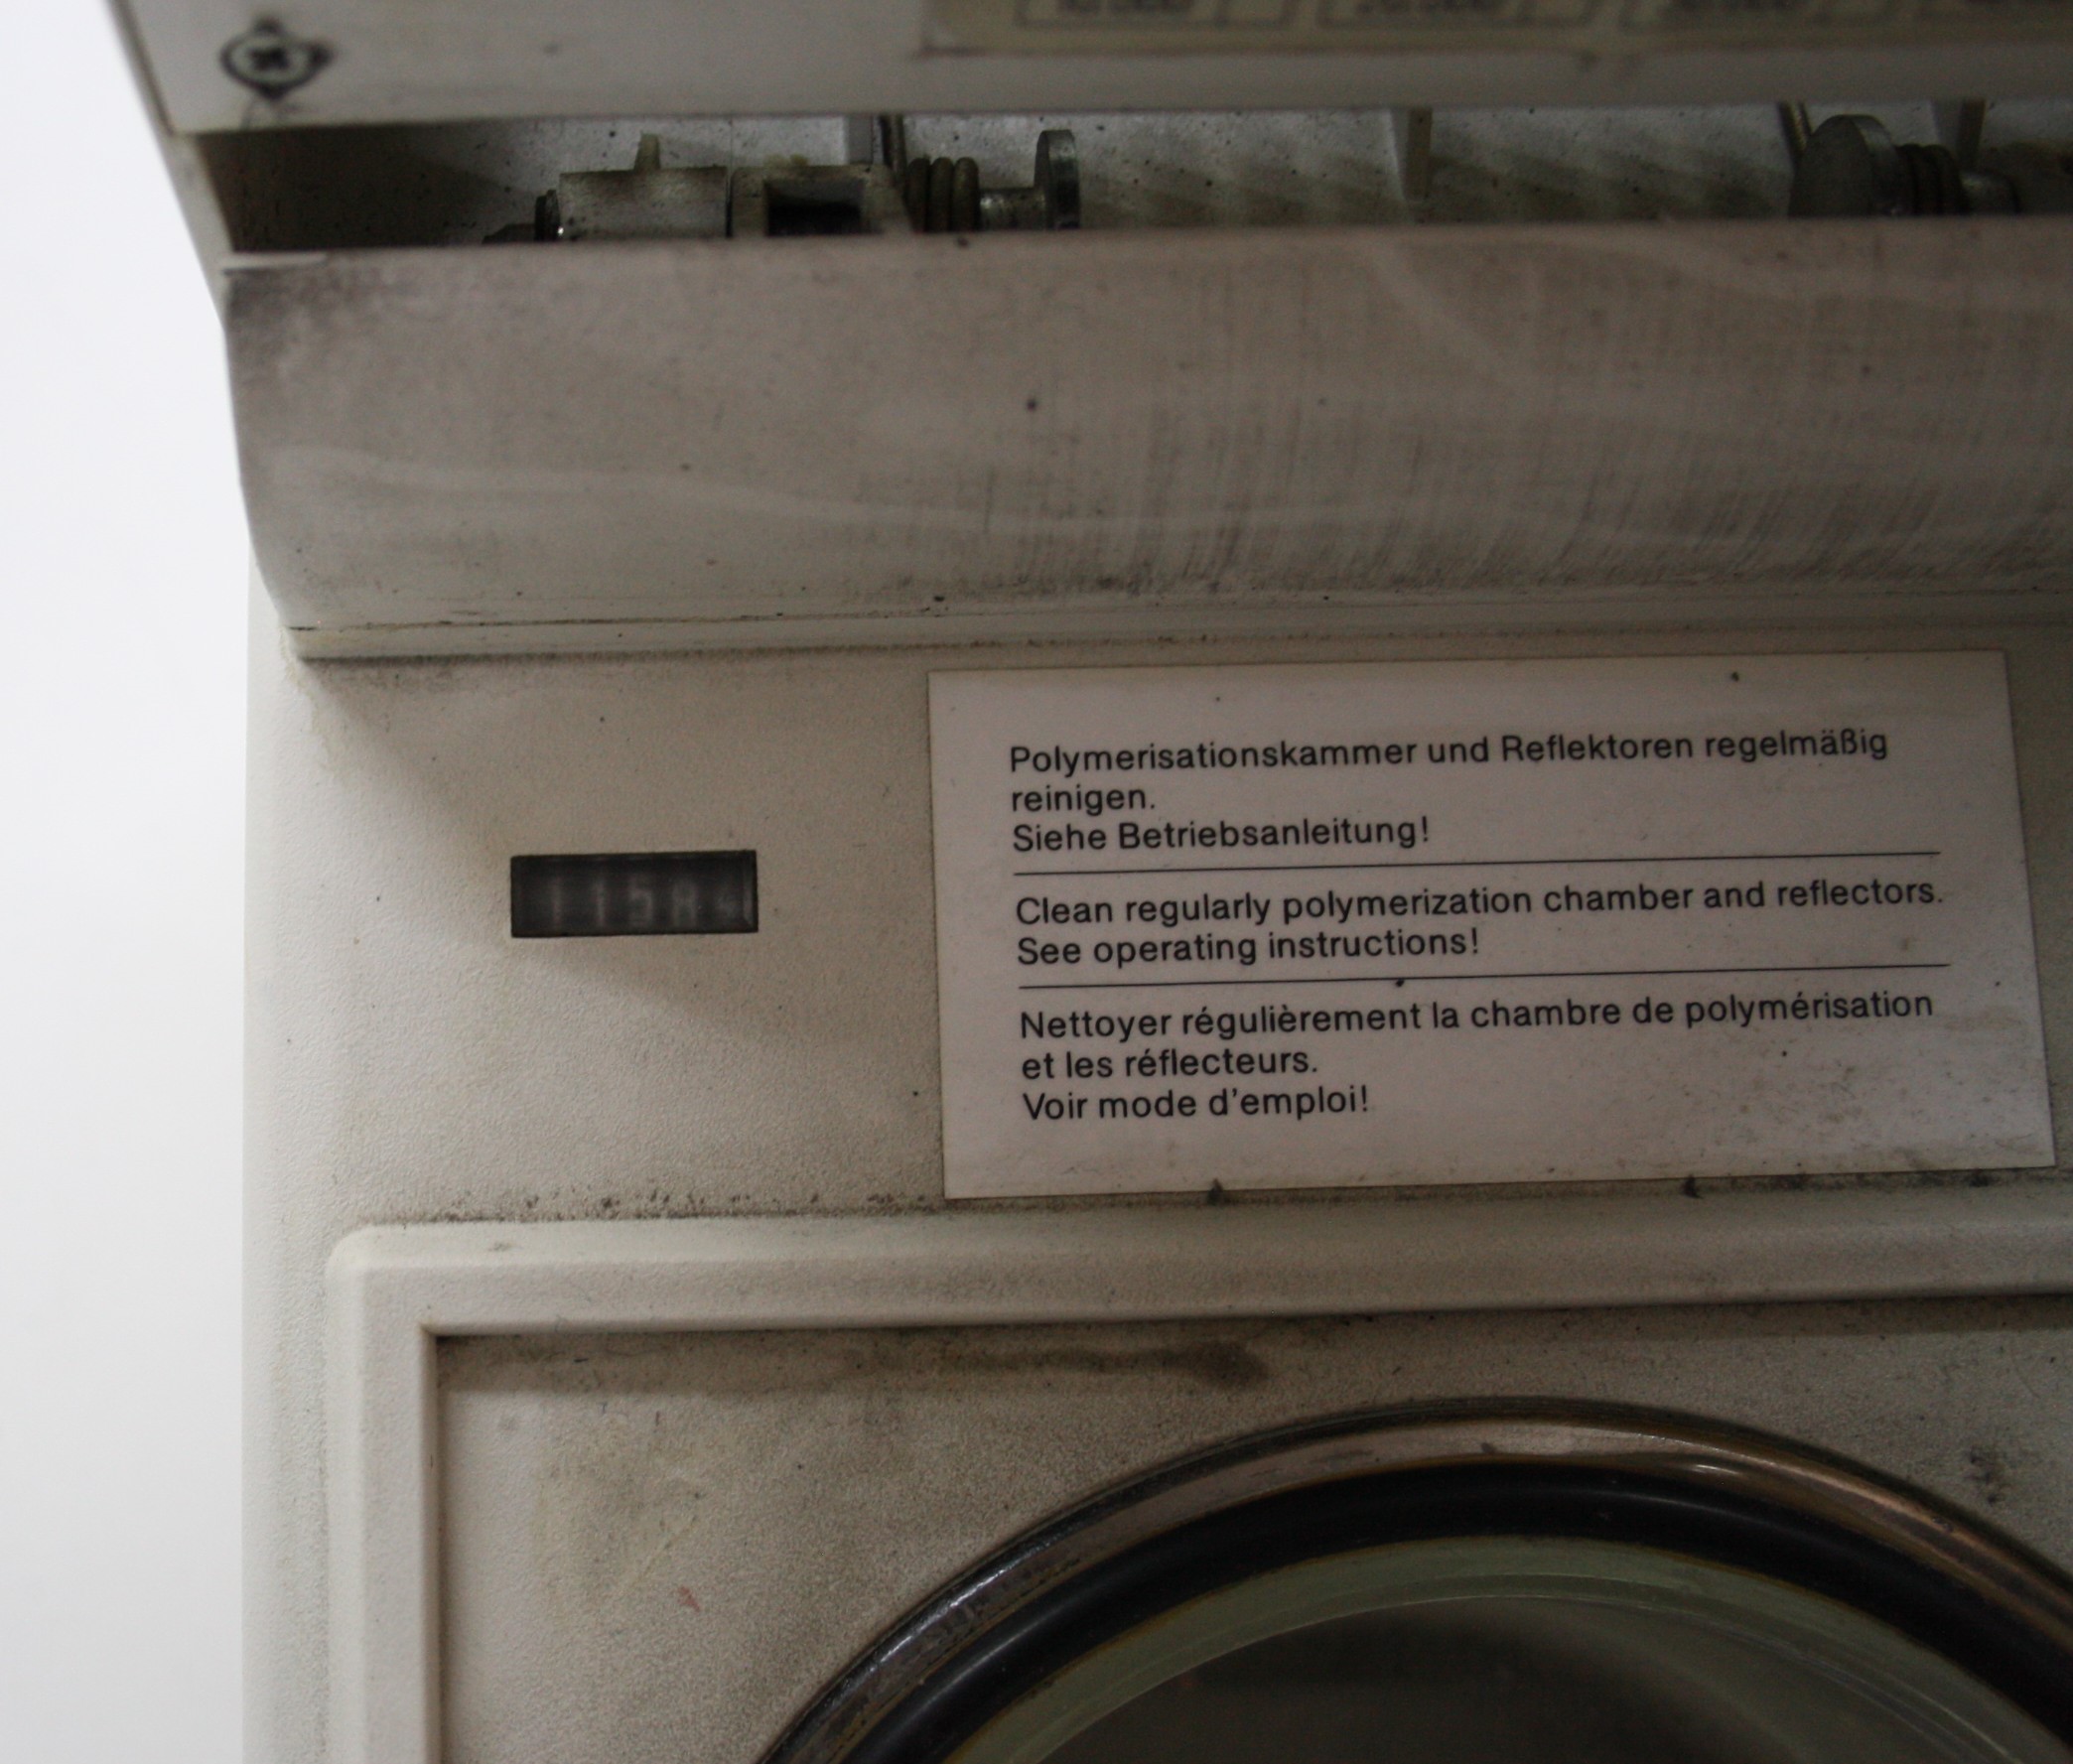 Polymerisationskammer und Reflektoren regelmäßig
reinigen.
Siehe Betriebsanleitung!
Clean regularly polymerization chamber and reflectors.
See operating instructions!
Nettoyer régulièrement la chambre de polymérisation
et les réflecteurs.
Voir mode d'emploi!